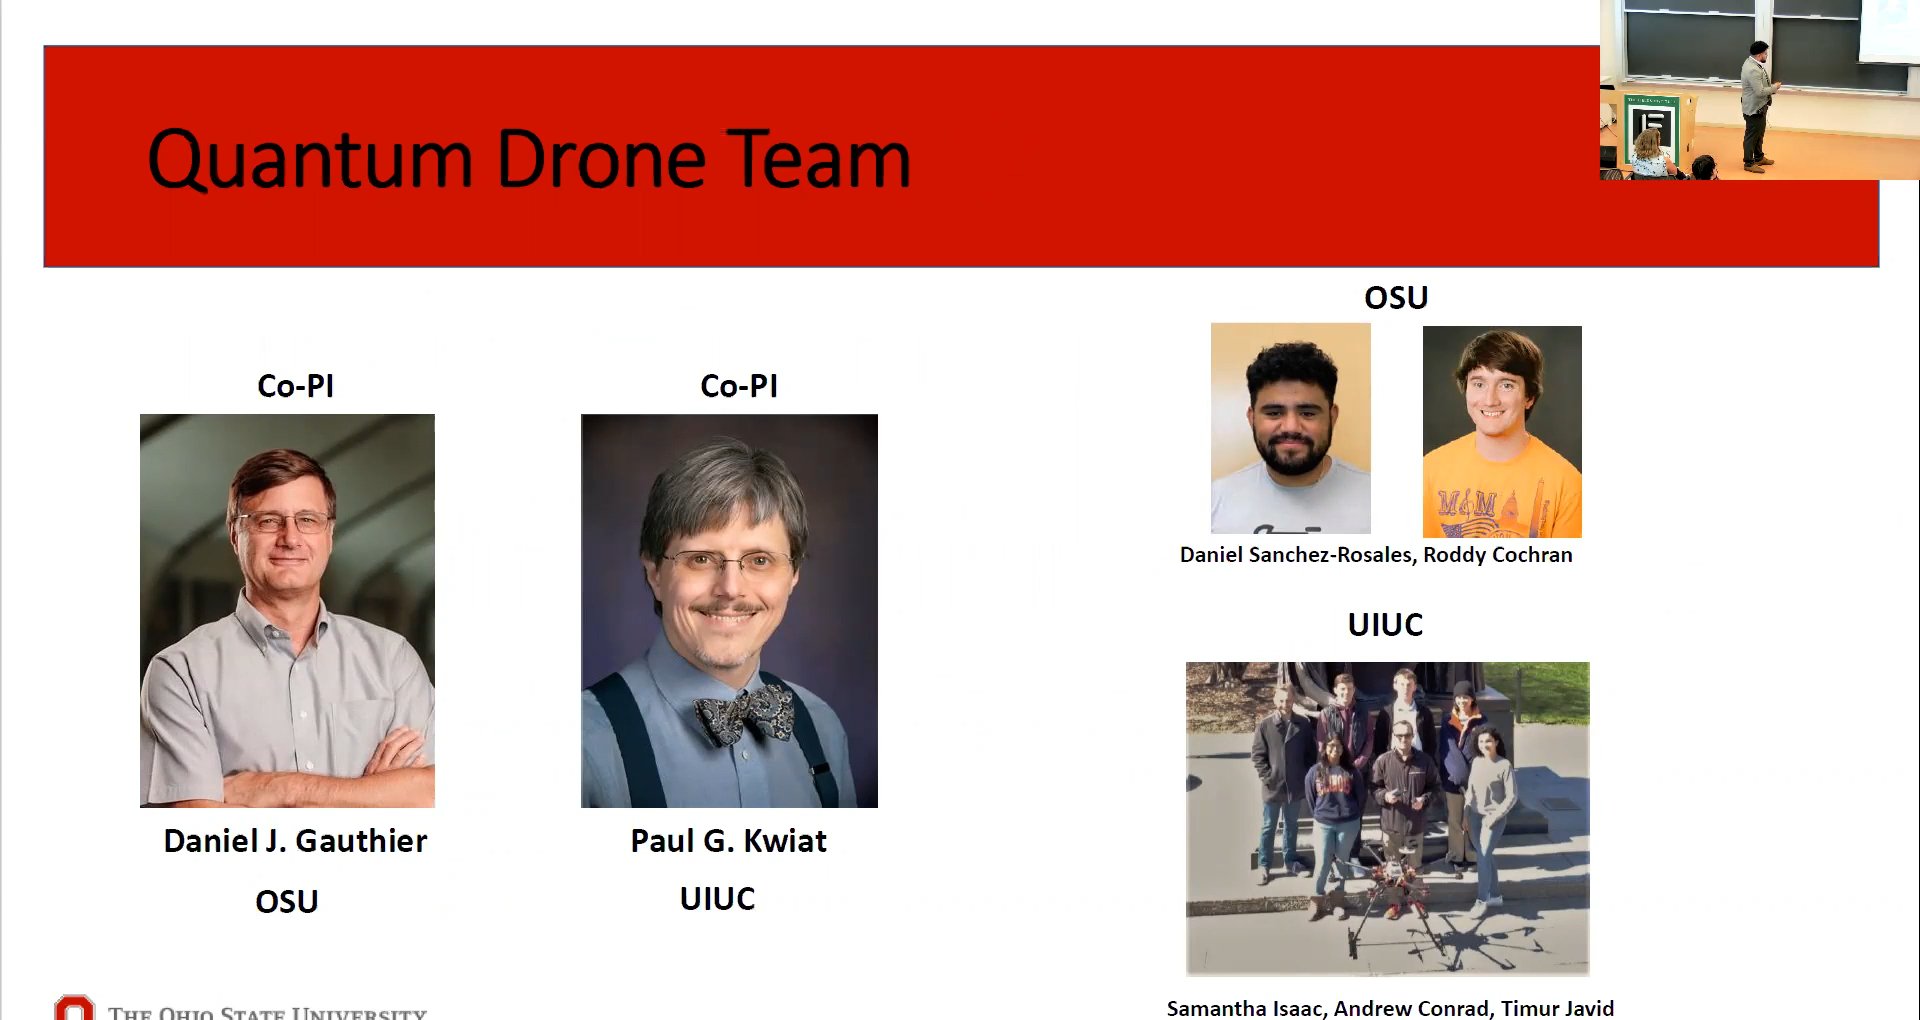 Quantum Drone Team
Co-PI
Daniel J. Gauthier
OSU
Co-PI
Paul G. Kwiat
UIUC
OSU
M&M
Daniel Sanchez-Rosales, Roddy Cochran
UIUC
Samantha Isaac, Andrew Conrad, Timur Javid
THE OHIO STATE UNIVERSITY